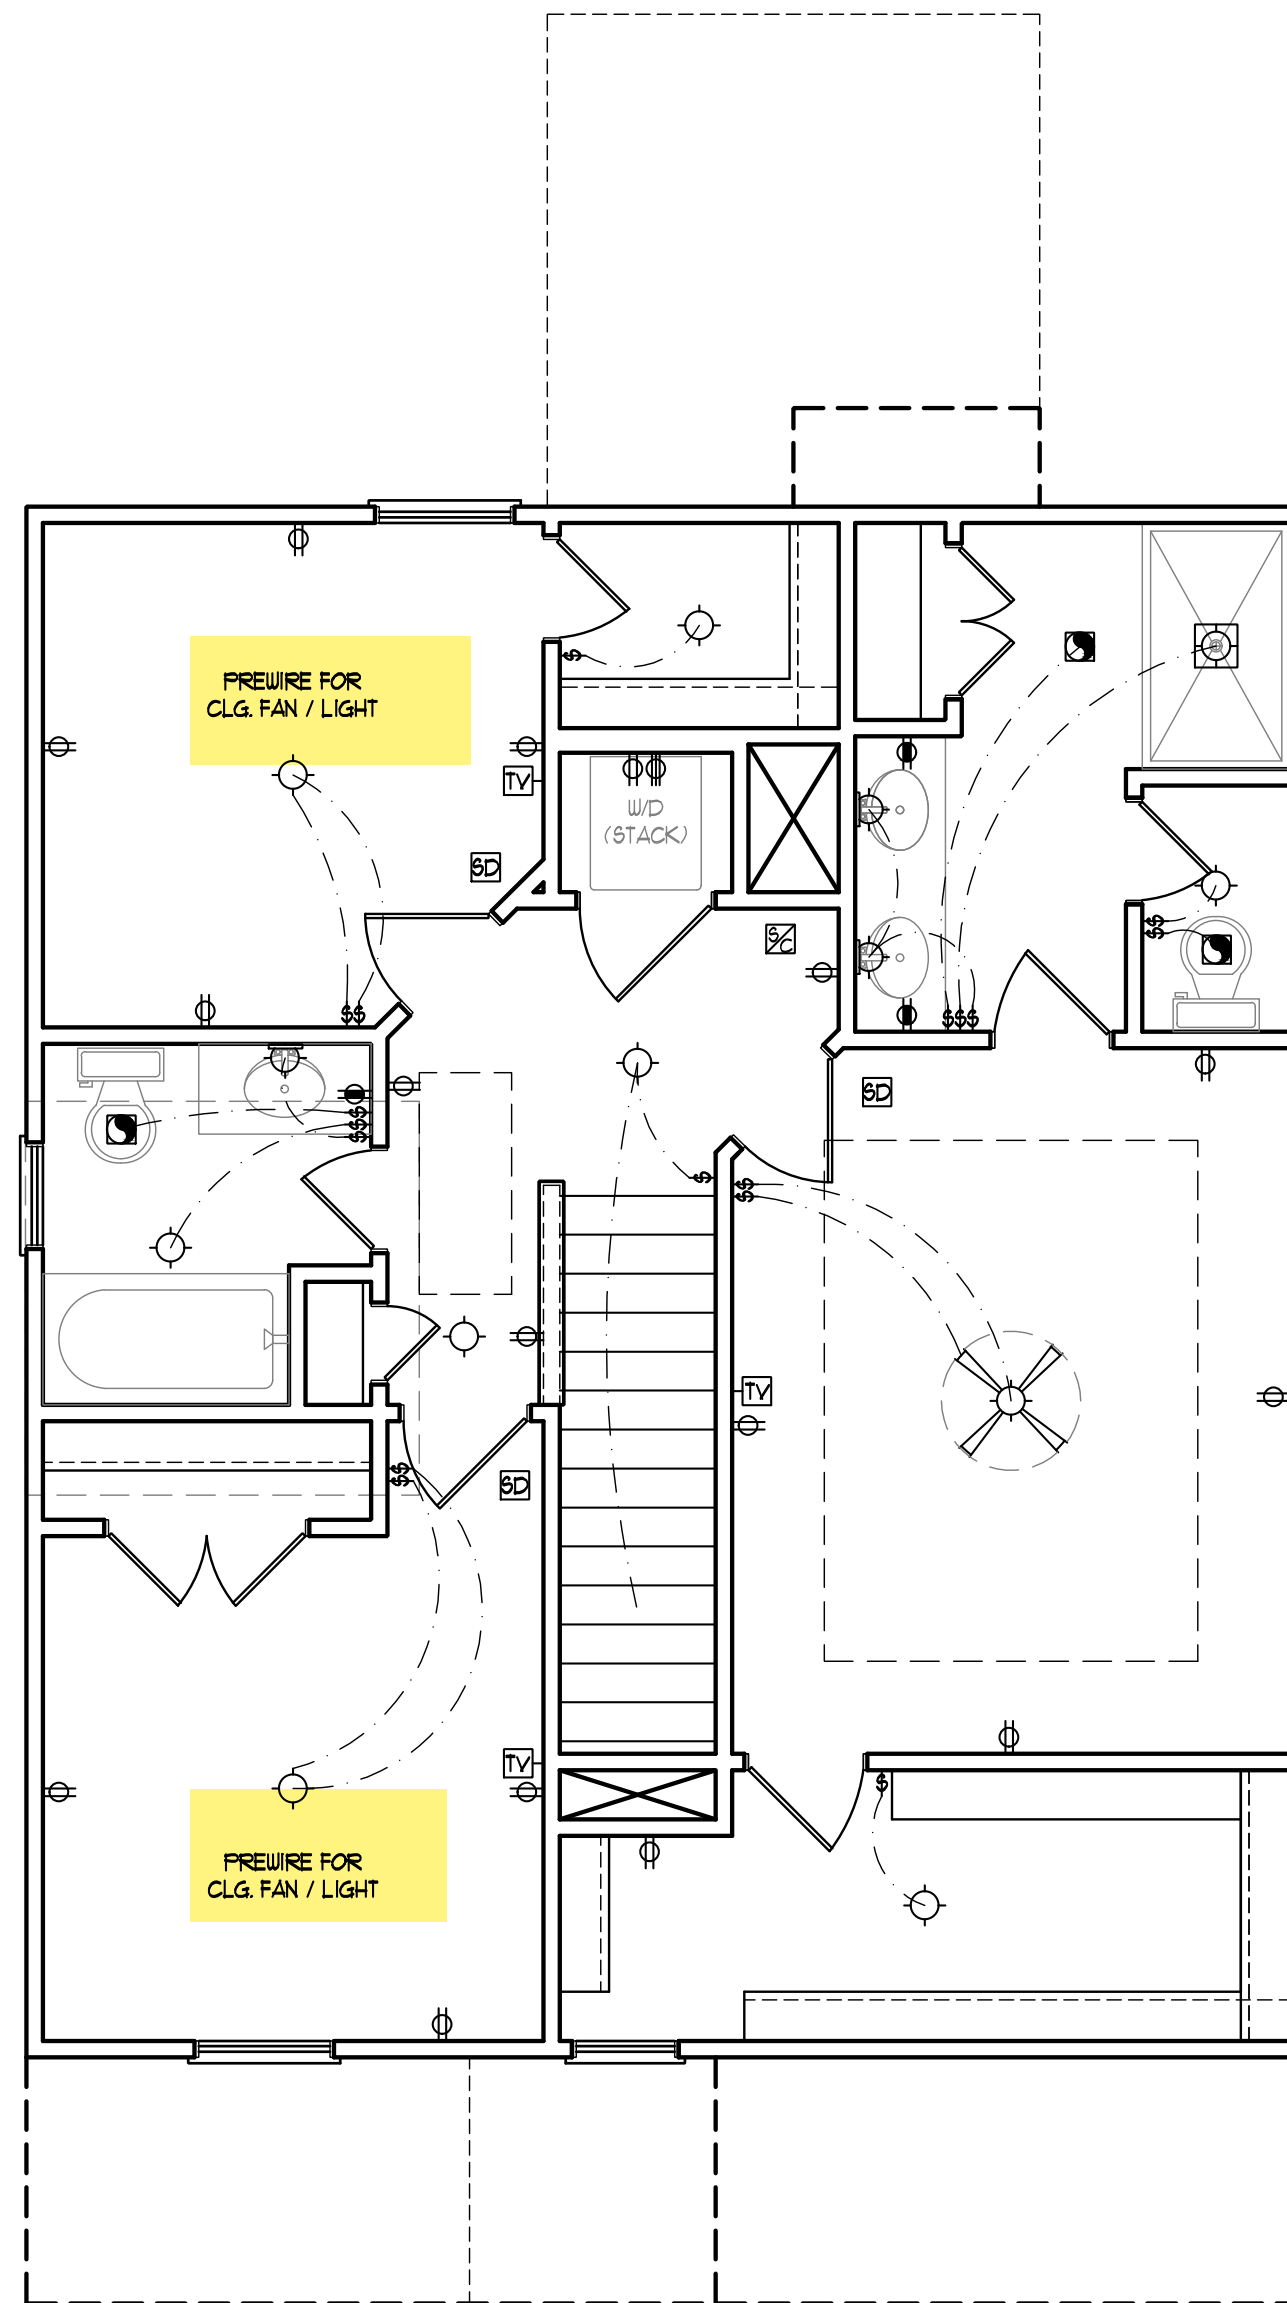 PREWIRE FOR
CLG. FAN / LIGHT
$
TV
SD
W/D
(STACK)
S/C
$$
$$$
$$
SD
$$$
$
$$
TV
$$
SD
TV
$
PREWIRE FOR
CLG. FAN / LIGHT